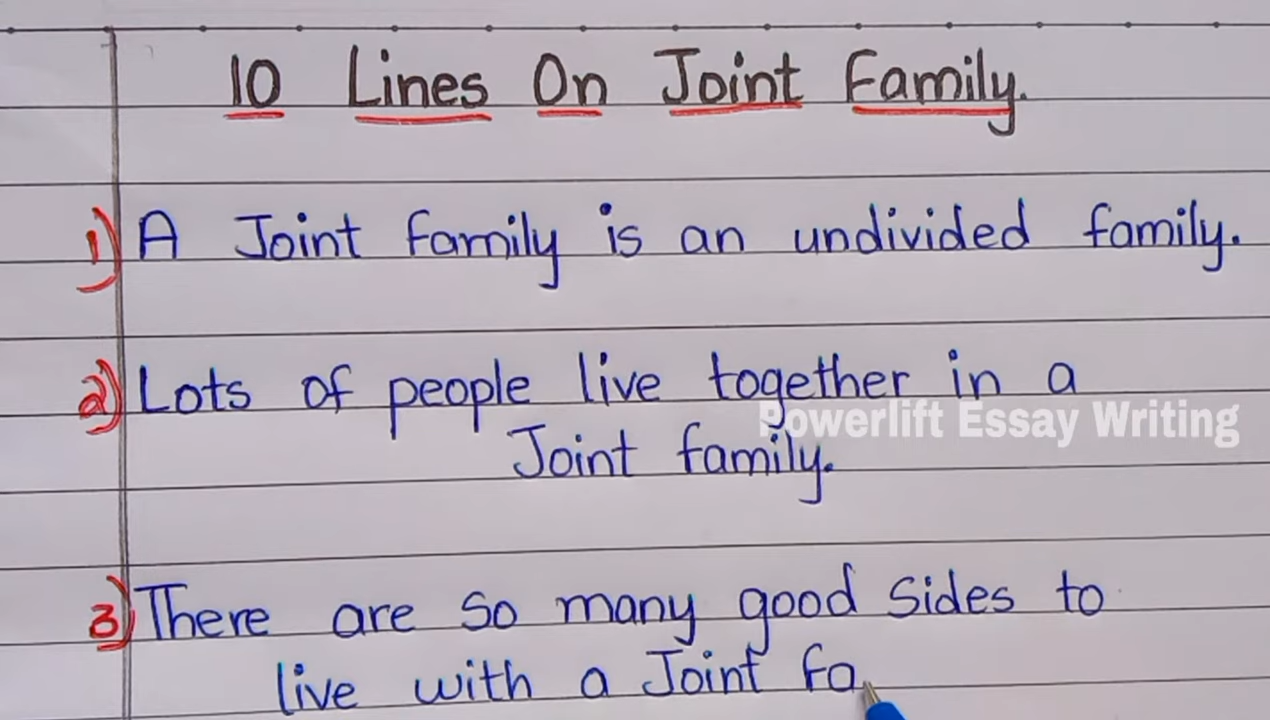 10 Lines On Joint Family.
1) A Joint family is an undivided family.
2) Lots of people live together in a
Powerlift Essay Writing
Joint family.
3) There are so many good sides to
live with a Joint fa